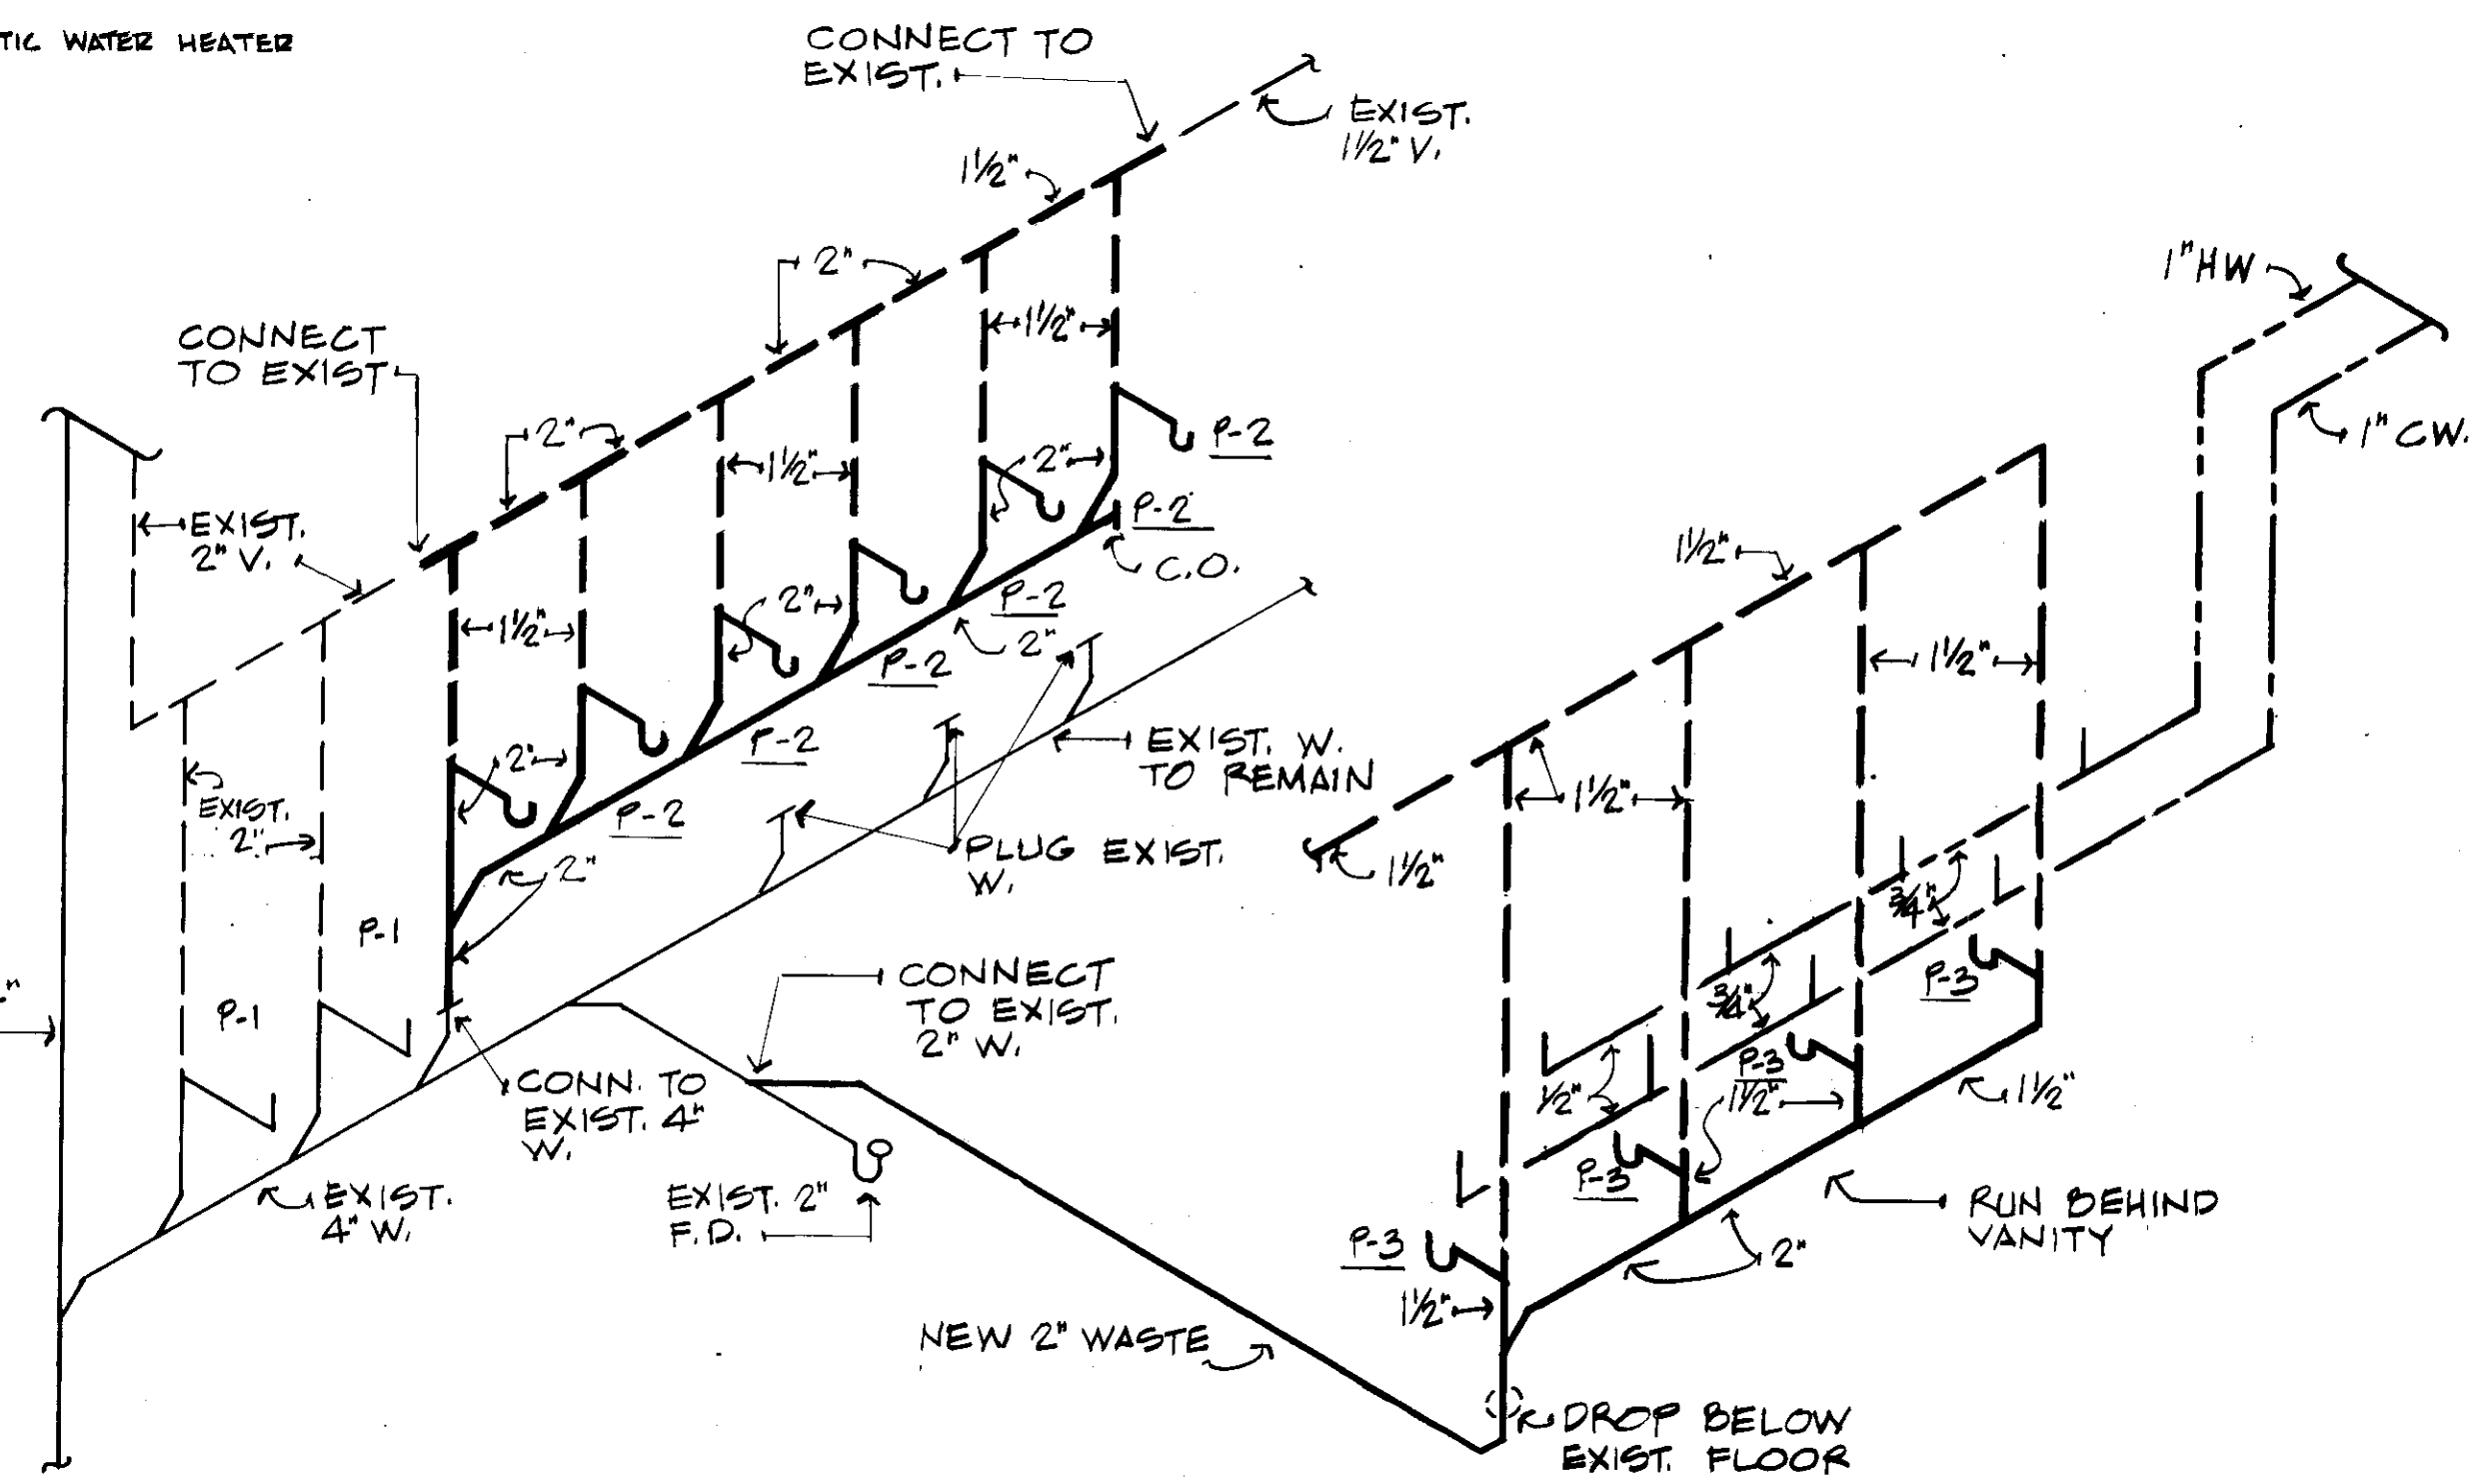 TIC WATER HEATER
CONNECT TO
EXIST.
EXIST.
1½" V.
1½"
2"
1" HW
CONNECT
TO EXIST
1½"
2"
P-2
1" CW.
1½"
2"
EXIST.
2" V.
P-2
C.O.
1½"
1½"
2"
P-2
2"
1½"
P-2
EXIST. W.
TO REMAIN
P-2
2"
EXIST.
2"
1½"
P-2
PLUG EXIST.
W.
2"
1½"
¾"
P-1
CONNECT
TO EXIST.
2" W.
P-3
¾"
P-1
CONN. TO
EXIST. 4"
W.
½"
P-3
1½"
1½"
P-3
EXIST.
4" W.
EXIST. 2"
F.D.
RUN BEHIND
VANITY
P-3
2"
1½"
NEW 2" WASTE
DROP BELOW
EXIST. FLOOR